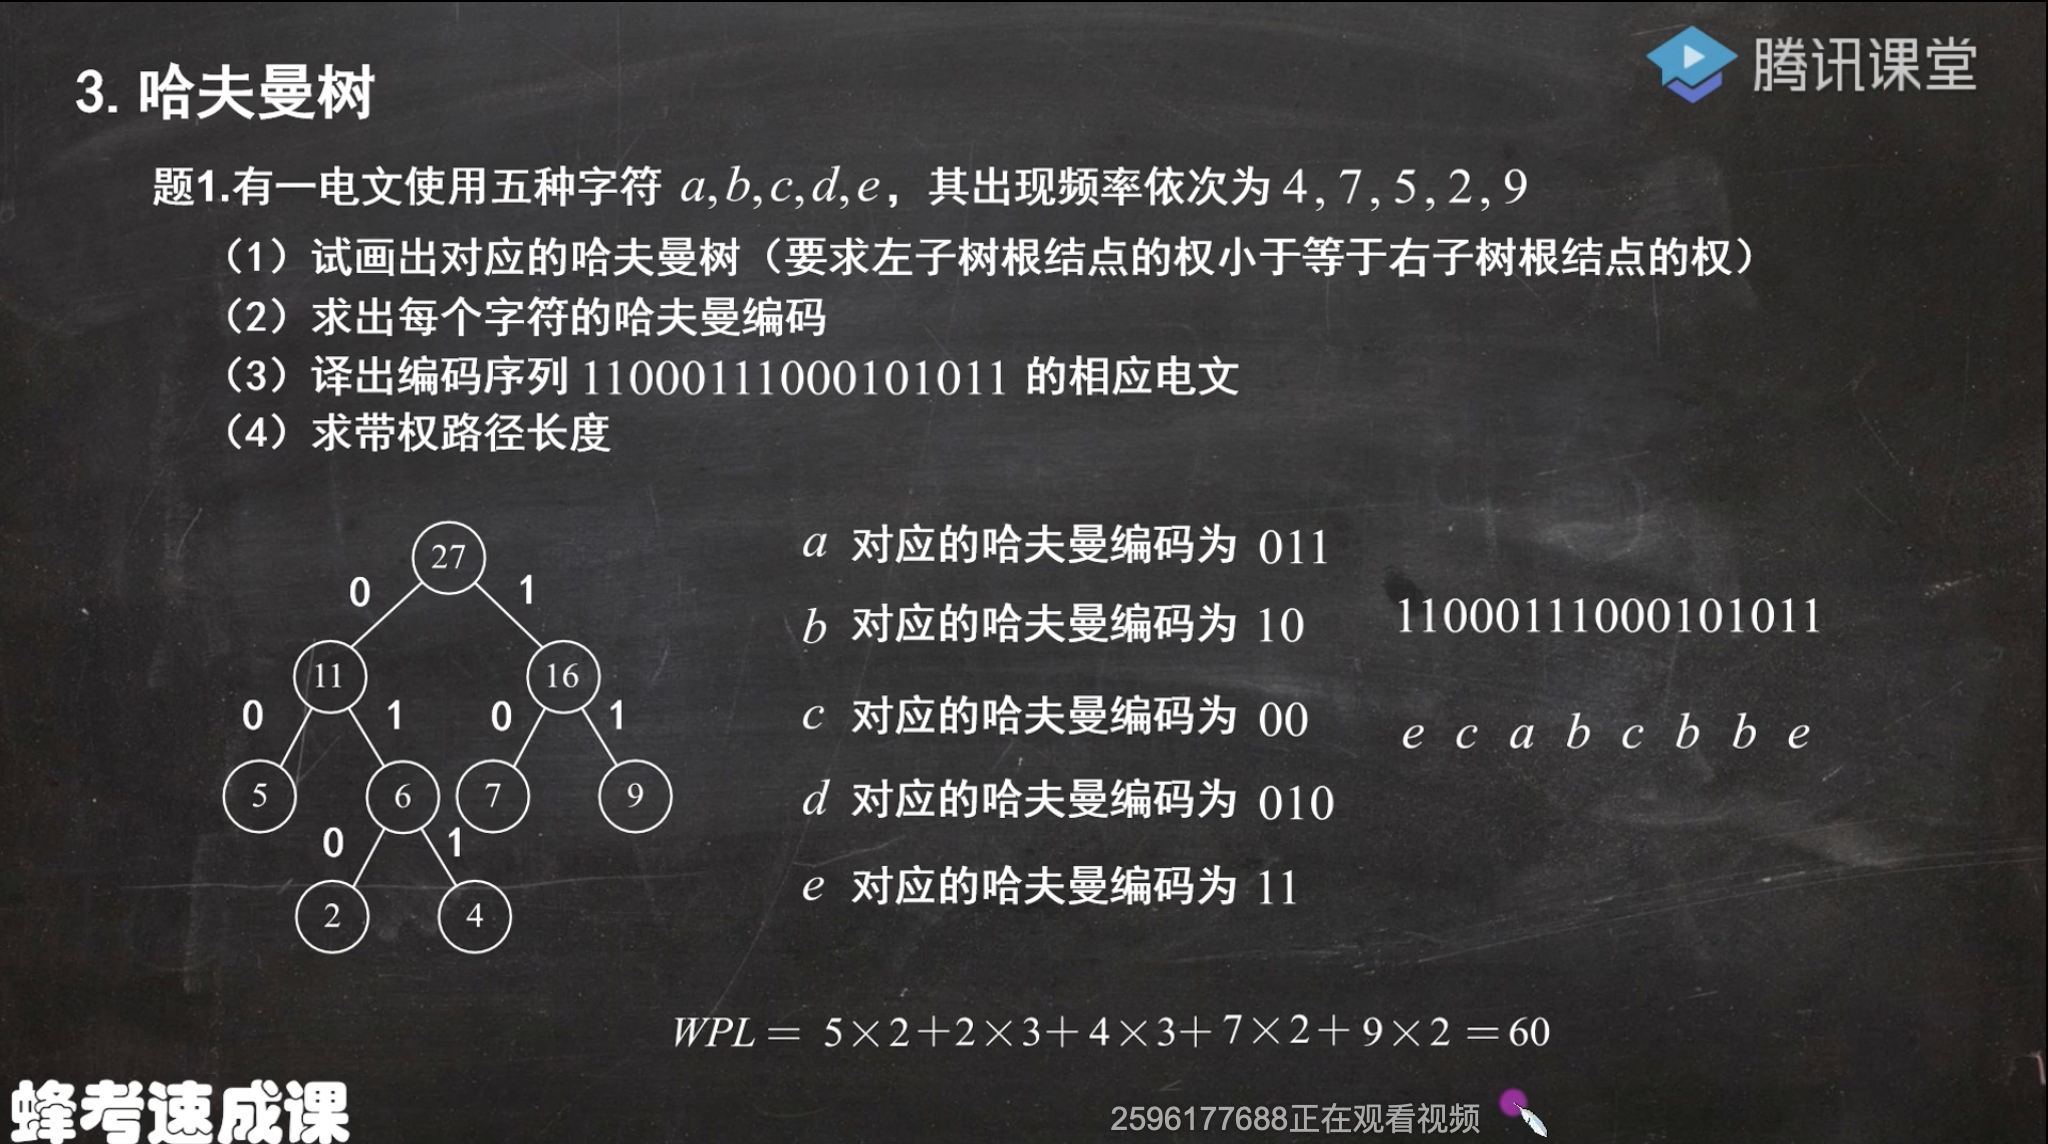 腾讯课堂
3. 哈夫曼树
题1.有一电文使用五种字符 a,b,c,d,e，其出现频率依次为 4,7,5,2,9
（1）试画出对应的哈夫曼树（要求左子树根结点的权小于等于右子树根结点的权）
（2）求出每个字符的哈夫曼编码
（3）译出编码序列 11000111000101011 的相应电文
（4）求带权路径长度
27
0 1
11 16
0 1 0 1
5 6 7 9
0 1
2 4
a 对应的哈夫曼编码为 011
b 对应的哈夫曼编码为 10
c 对应的哈夫曼编码为 00
d 对应的哈夫曼编码为 010
e 对应的哈夫曼编码为 11
11000111000101011
e c a b c b b e
WPL = 5×2+2×3+4×3+7×2+9×2 =60
蜂考速成课
2596177688正在观看视频